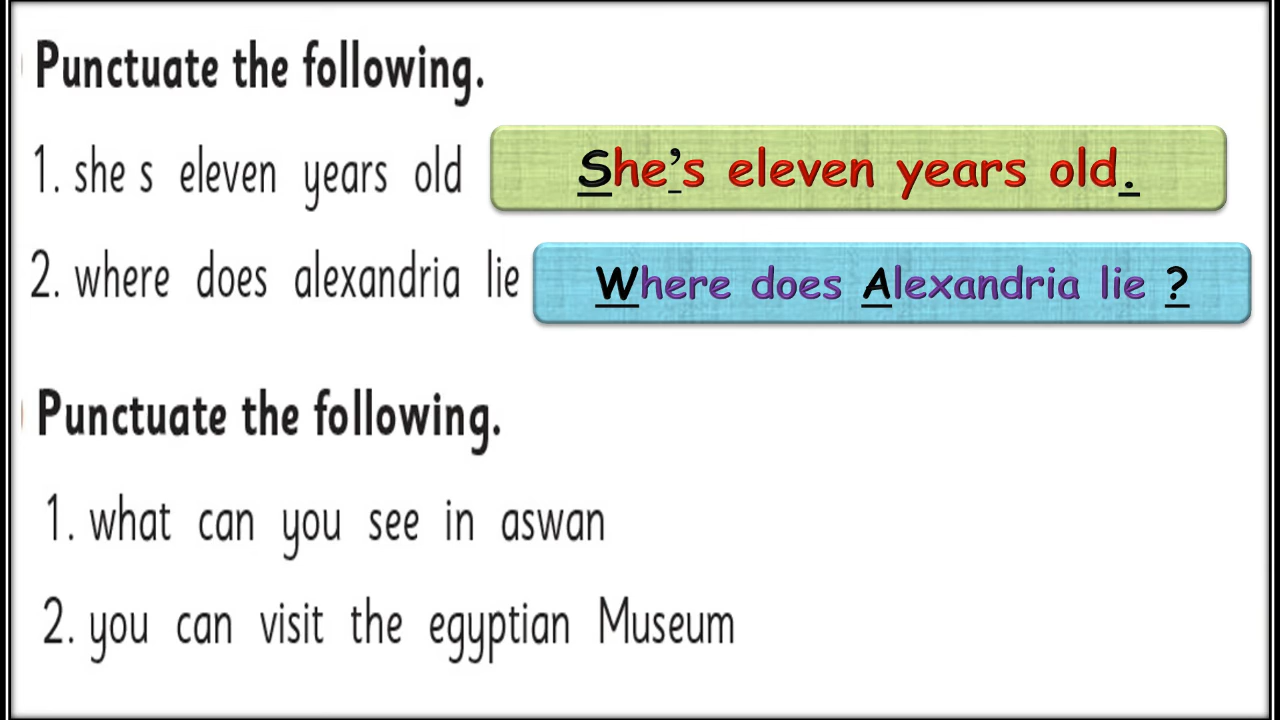 Punctuate the following.
1. she s eleven years old She’s eleven years old.
2. where does alexandria lie Where does Alexandria lie ?
Punctuate the following.
1. what can you see in aswan
2. you can visit the egyptian Museum